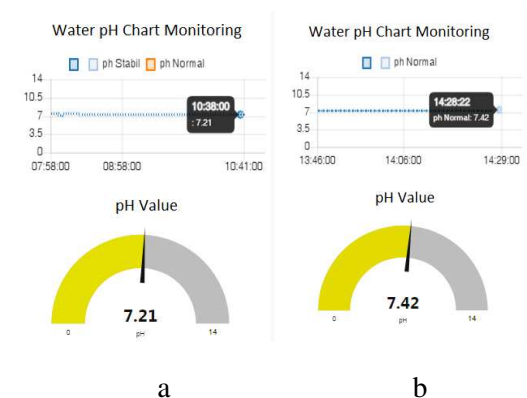 Water pH Chart Monitoring
ph Stabil ph Normal
14
10.5
7
3.5
0
10:38:00
: 7.21
07:58:00 08:58:00 10:41:00
pH Value
7.21
0 pH 14
a
Water pH Chart Monitoring
ph Normal
14
10.5
7
3.5
0
14:28:22
ph Normal: 7.42
13:46:00 14:06:00 14:29:00
pH Value
7.42
0 pH 14
b